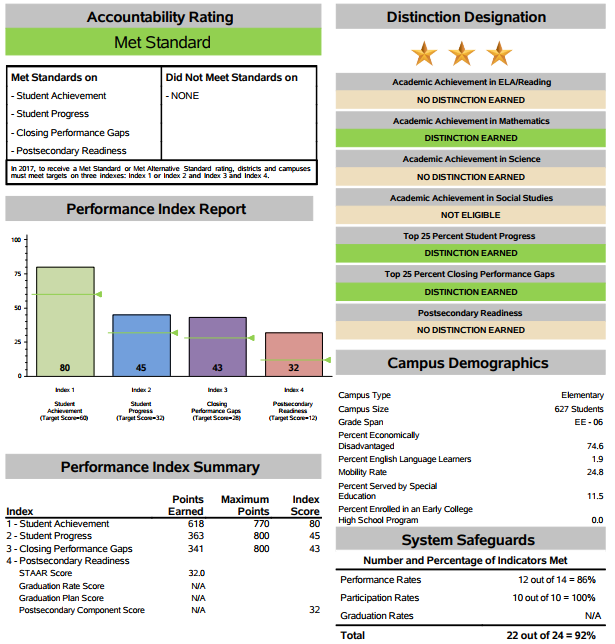 Accountability Rating
Met Standard
Met Standards on
Did Not Meet Standards on
- Student Achievement
- NONE
- Student Progress
- Closing Performance Gaps
- Postsecondary Readiness
In 2017, to receive a Met Standard or Met Alternative Standard rating, districts and campuses
must meet targets on three indexes: Index 1 or Index 2 and Index 3 and Index 4.
Performance Index Report
100
75
50
25
0
80
45
43
32
Index 1
Index 2
Index 3
Index 4
Student
Achievement
(Target Score=60)
Student
Progress
(Target Score=32)
Closing
Performance Gaps
(Target Score=28)
Postsecondary
Readiness
(Target Score=12)
Performance Index Summary
Index
Points
Earned
Maximum
Points
Index
Score
1 - Student Achievement 618 770 80
2 - Student Progress 363 800 45
3 - Closing Performance Gaps 341 800 43
4 - Postsecondary Readiness
STAAR Score 32.0
Graduation Rate Score N/A
Graduation Plan Score N/A
Postsecondary Component Score N/A 32
Distinction Designation
Academic Achievement in ELA/Reading
NO DISTINCTION EARNED
Academic Achievement in Mathematics
DISTINCTION EARNED
Academic Achievement in Science
NO DISTINCTION EARNED
Academic Achievement in Social Studies
NOT ELIGIBLE
Top 25 Percent Student Progress
DISTINCTION EARNED
Top 25 Percent Closing Performance Gaps
DISTINCTION EARNED
Postsecondary Readiness
NO DISTINCTION EARNED
Campus Demographics
Campus Type Elementary
Campus Size 627 Students
Grade Span EE - 06
Percent Economically
Disadvantaged 74.6
Percent English Language Learners 1.9
Mobility Rate 24.8
Percent Served by Special
Education 11.5
Percent Enrolled in an Early College
High School Program 0.0
System Safeguards
Number and Percentage of Indicators Met
Performance Rates 12 out of 14 = 86%
Participation Rates 10 out of 10 = 100%
Graduation Rates N/A
Total 22 out of 24 = 92%